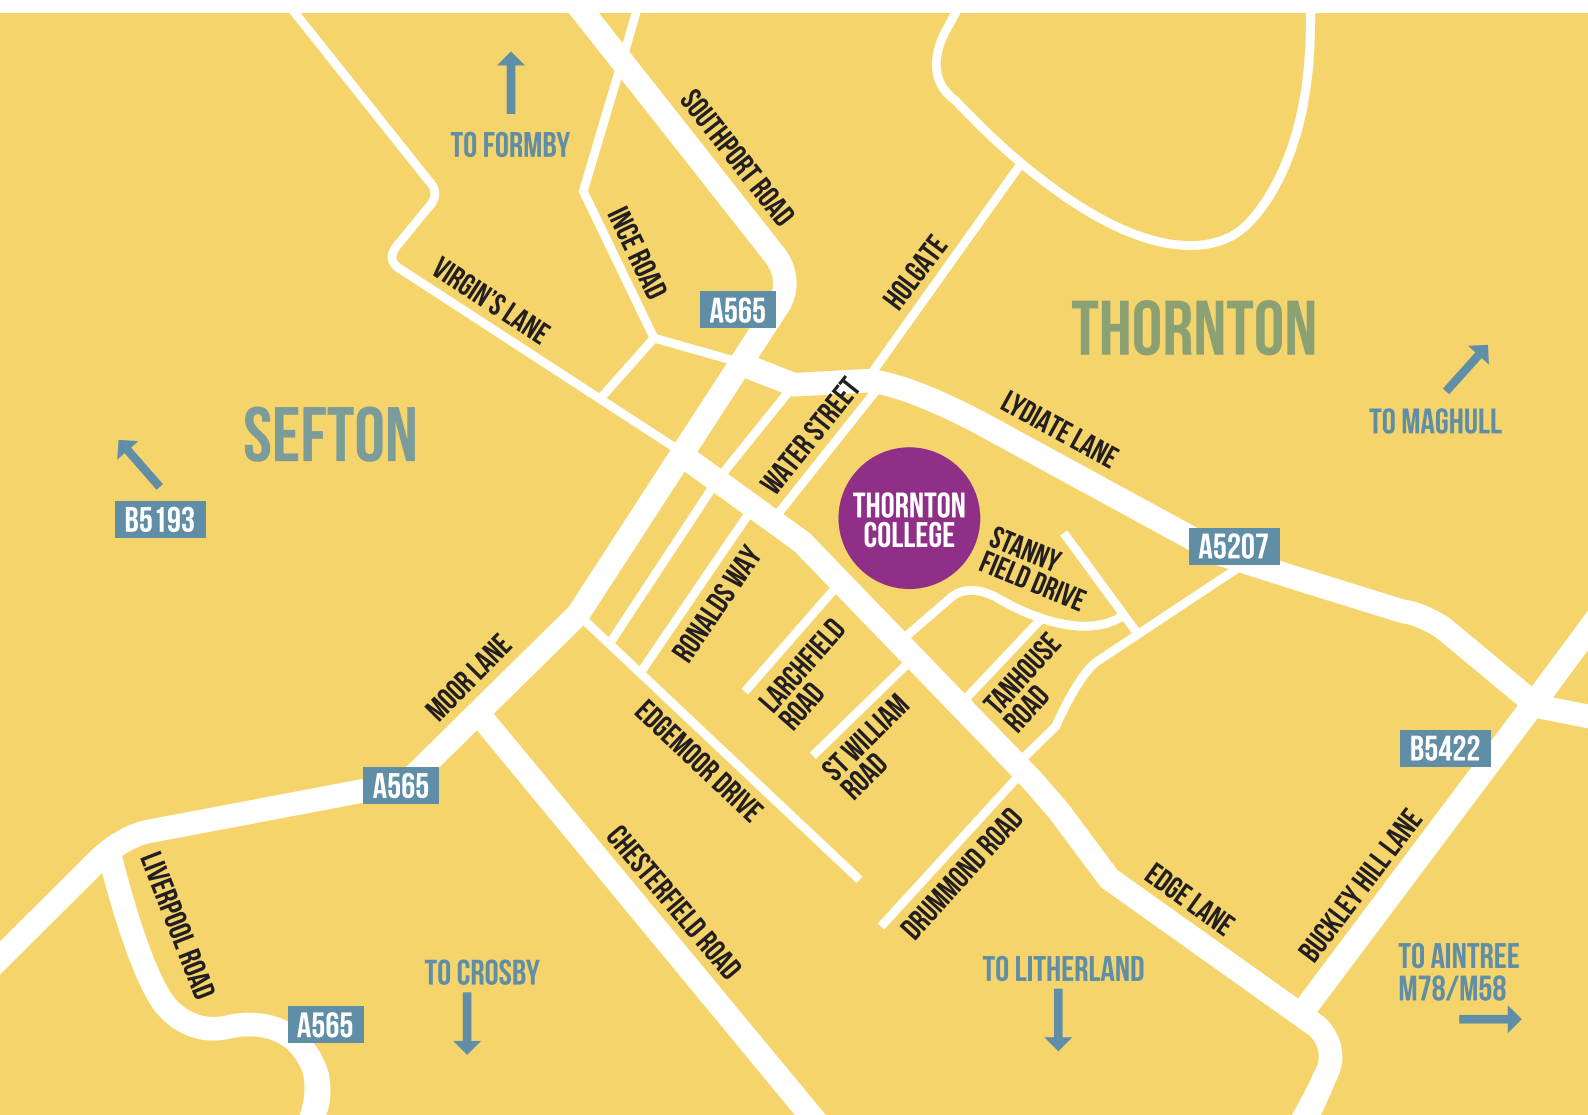 TO FORMBY
SOUTHPORT ROAD
INCE ROAD
VIRGIN'S LANE
A565
HOLGATE
THORNTON
TO MAGHULL
SEFTON
B5193
WATER STREET
LYDIATE LANE
THORNTON
COLLEGE
STANNY
FIELD DRIVE
A5207
RONALDS WAY
LARCHFIELD
ROAD
TANHOUSE
ROAD
ST WILLIAM
ROAD
MOOR LANE
EDGEMOOR DRIVE
B5422
A565
CHESTERFIELD ROAD
DRUMMOND ROAD
EDGE LANE
BUCKLEY HILL LANE
LIVERPOOL ROAD
TO CROSBY
TO LITHERLAND
TO AINTREE
M78/M58
A565